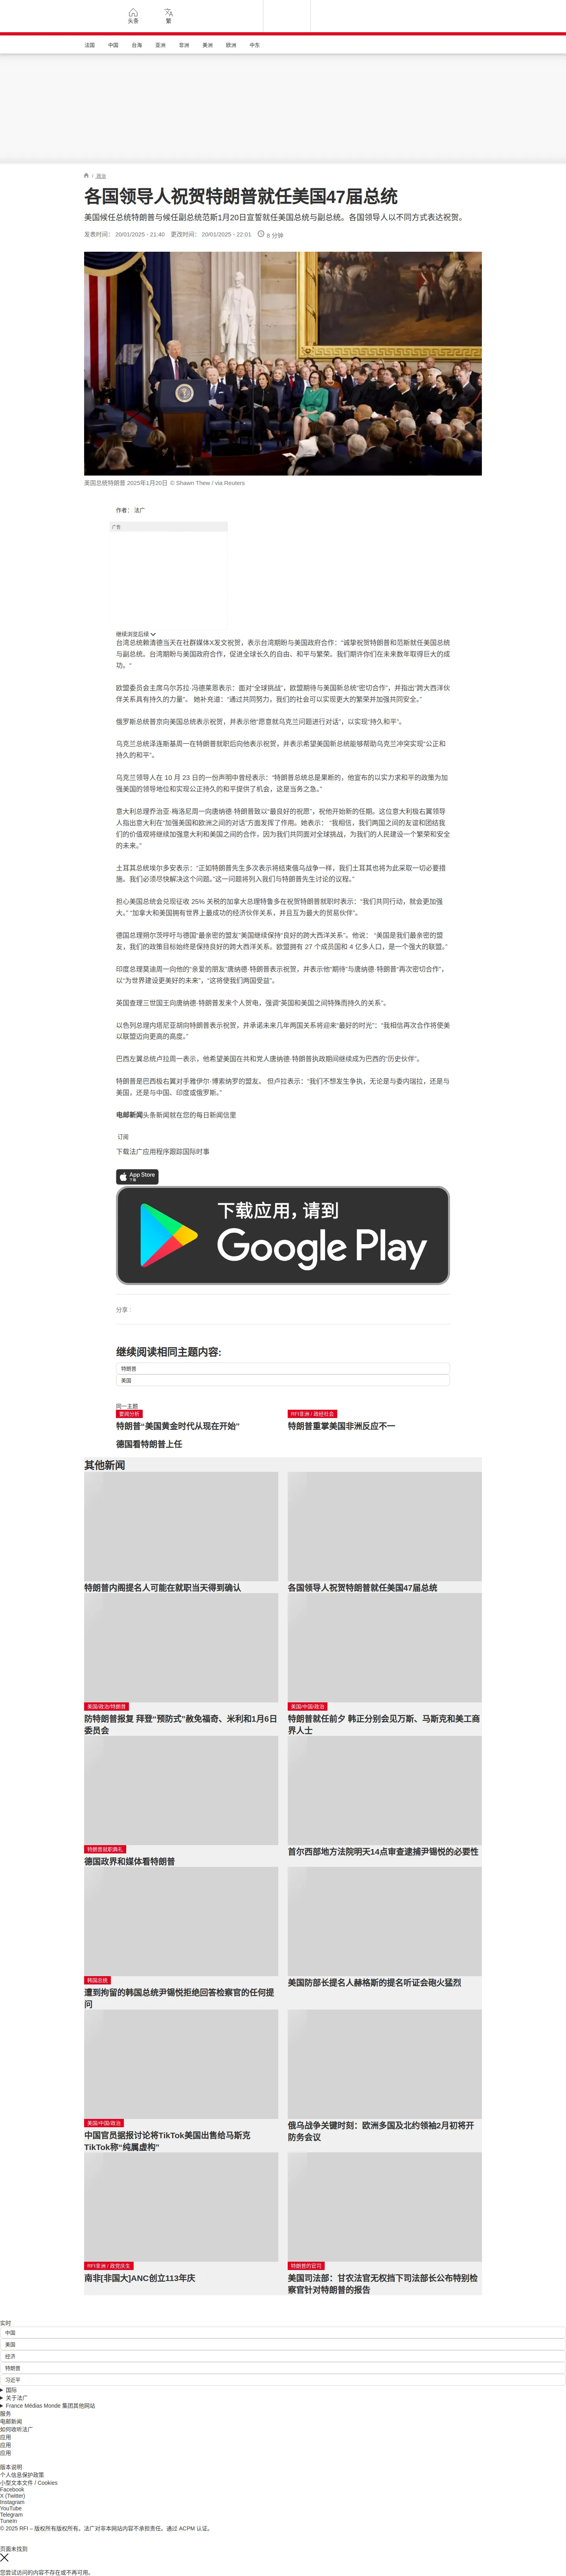 头条
繁
法国
中国
台海
亚洲
非洲
美洲
欧洲
中东
/ 政治
各国领导人祝贺特朗普就任美国47届总统
美国候任总统特朗普与候任副总统范斯1月20日宣誓就任美国总统与副总统。各国领导人以不同方式表达祝贺。
发表时间： 20/01/2025 - 21:40 更改时间： 20/01/2025 - 22:01 8 分钟
美国总统特朗普 2025年1月20日 © Shawn Thew / via Reuters
作者： 法广
广告
继续浏览后续
台湾总统赖清德当天在社群媒体X发文祝贺，表示台湾期盼与美国政府合作：“诚挚祝贺特朗普和范斯就任美国总统
与副总统。台湾期盼与美国政府合作，促进全球长久的自由、和平与繁荣。我们期许你们在未来数年取得巨大的成
功。”
欧盟委员会主席乌尔苏拉·冯德莱恩表示：面对“全球挑战”，欧盟期待与美国新总统“密切合作”，并指出“跨大西洋伙
伴关系具有持久的力量”。 她补充道：“通过共同努力，我们的社会可以实现更大的繁荣并加强共同安全。”
俄罗斯总统普京向美国总统表示祝贺，并表示他“愿意就乌克兰问题进行对话”，以实现“持久和平”。
乌克兰总统泽连斯基周一在特朗普就职后向他表示祝贺，并表示希望美国新总统能够帮助乌克兰冲突实现“公正和
持久的和平”。
乌克兰领导人在 10 月 23 日的一份声明中曾经表示：“特朗普总统总是果断的，他宣布的以实力求和平的政策为加
强美国的领导地位和实现公正持久的和平提供了机会，这是当务之急。”
意大利总理乔治亚·梅洛尼周一向唐纳德·特朗普致以“最良好的祝愿”，祝他开始新的任期。这位意大利极右翼领导
人指出意大利在“加强美国和欧洲之间的对话”方面发挥了作用。她表示： “我相信，我们两国之间的友谊和团结我
们的价值观将继续加强意大利和美国之间的合作，因为我们共同面对全球挑战，为我们的人民建设一个繁荣和安全
的未来。”
土耳其总统埃尔多安表示：“正如特朗普先生多次表示将结束俄乌战争一样，我们土耳其也将为此采取一切必要措
施。我们必须尽快解决这个问题。”这一问题将列入我们与特朗普先生讨论的议程。”
担心美国总统会兑现征收 25% 关税的加拿大总理特鲁多在祝贺特朗普就职时表示：“我们共同行动，就会更加强
大。” “加拿大和美国拥有世界上最成功的经济伙伴关系，并且互为最大的贸易伙伴”。
德国总理朔尔茨呼吁与德国“最亲密的盟友”美国继续保持“良好的跨大西洋关系”。他说： “美国是我们最亲密的盟
友，我们的政策目标始终是保持良好的跨大西洋关系。欧盟拥有 27 个成员国和 4 亿多人口，是一个强大的联盟。”
印度总理莫迪周一向他的“亲爱的朋友”唐纳德·特朗普表示祝贺，并表示他“期待”与唐纳德·特朗普“再次密切合作”，
以“为世界建设更美好的未来”，“这将使我们两国受益”。
英国查理三世国王向唐纳德·特朗普发来个人贺电，强调“英国和美国之间特殊而持久的关系”。
以色列总理内塔尼亚胡向特朗普表示祝贺，并承诺未来几年两国关系将迎来“最好的时光”：“我相信再次合作将使美
以联盟迈向更高的高度。”
巴西左翼总统卢拉周一表示，他希望美国在共和党人唐纳德·特朗普执政期间继续成为巴西的“历史伙伴”。
特朗普是巴西极右翼对手雅伊尔·博索纳罗的盟友。 但卢拉表示：“我们不想发生争执，无论是与委内瑞拉，还是与
美国，还是与中国、印度或俄罗斯。”
电邮新闻头条新闻就在您的每日新闻信里
订阅
下载法广应用程序跟踪国际时事
App Store
下载
下载应用，请到
Google Play
分享 :
继续阅读相同主题内容:
特朗普
美国
同一主题
要闻分析
特朗普“美国黄金时代从现在开始”
RFI非洲 / 政经社会
特朗普重掌美国非洲反应不一
德国看特朗普上任
其他新闻
特朗普内阁提名人可能在就职当天得到确认
各国领导人祝贺特朗普就任美国47届总统
美国/政治/特朗普
防特朗普报复 拜登“预防式”赦免福奇、米利和1月6日
委员会
美国/中国/政治
特朗普就任前夕 韩正分别会见万斯、马斯克和美工商
界人士
特朗普就职典礼
德国政界和媒体看特朗普
首尔西部地方法院明天14点审查逮捕尹锡悦的必要性
韩国总统
遭到拘留的韩国总统尹锡悦拒绝回答检察官的任何提
问
美国防部长提名人赫格斯的提名听证会砲火猛烈
美国/中国/政治
中国官员据报讨论将TikTok美国出售给马斯克
TikTok称“纯属虚构”
俄乌战争关键时刻：欧洲多国及北约领袖2月初将开
防务会议
RFI非洲 / 政党庆生
南非[非国大]ANC创立113年庆
特朗普的官司
美国司法部：甘农法官无权挡下司法部长公布特别检
察官针对特朗普的报告
实时
中国
美国
经济
特朗普
习近平
国际
关于法广
France Médias Monde 集团其他网站
服务
电邮新闻
如何收听法广
应用
应用
应用
版本说明
个人信息保护政策
小型文本文件 / Cookies
Facebook
X (Twitter)
Instagram
YouTube
Telegram
TuneIn
© 2025 RFI – 版权所有版权所有。法广对非本网站内容不承担责任。通过 ACPM 认证。
页面未找到
您尝试访问的内容不存在或不再可用。